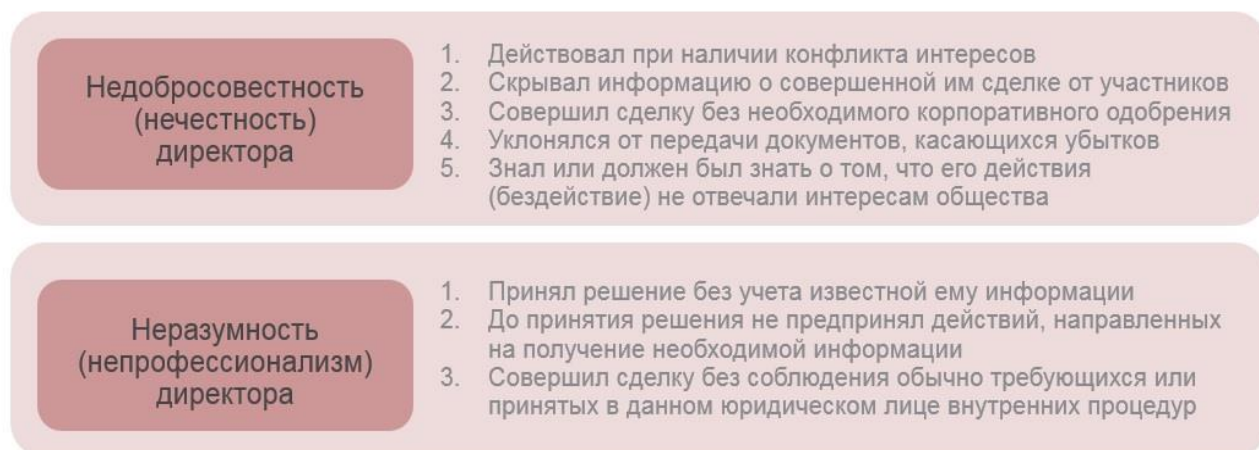 Недобросовестность
(нечестность)
директора
1. Действовал при наличии конфликта интересов
2. Скрывал информацию о совершенной им сделке от участников
3. Совершил сделку без необходимого корпоративного одобрения
4. Уклонялся от передачи документов, касающихся убытков
5. Знал или должен был знать о том, что его действия
(бездействие) не отвечали интересам общества
Неразумность
(непрофессионализм)
директора
1. Принял решение без учета известной ему информации
2. До принятия решения не предпринял действий, направленных
на получение необходимой информации
3. Совершил сделку без соблюдения обычно требующихся или
принятых в данном юридическом лице внутренних процедур